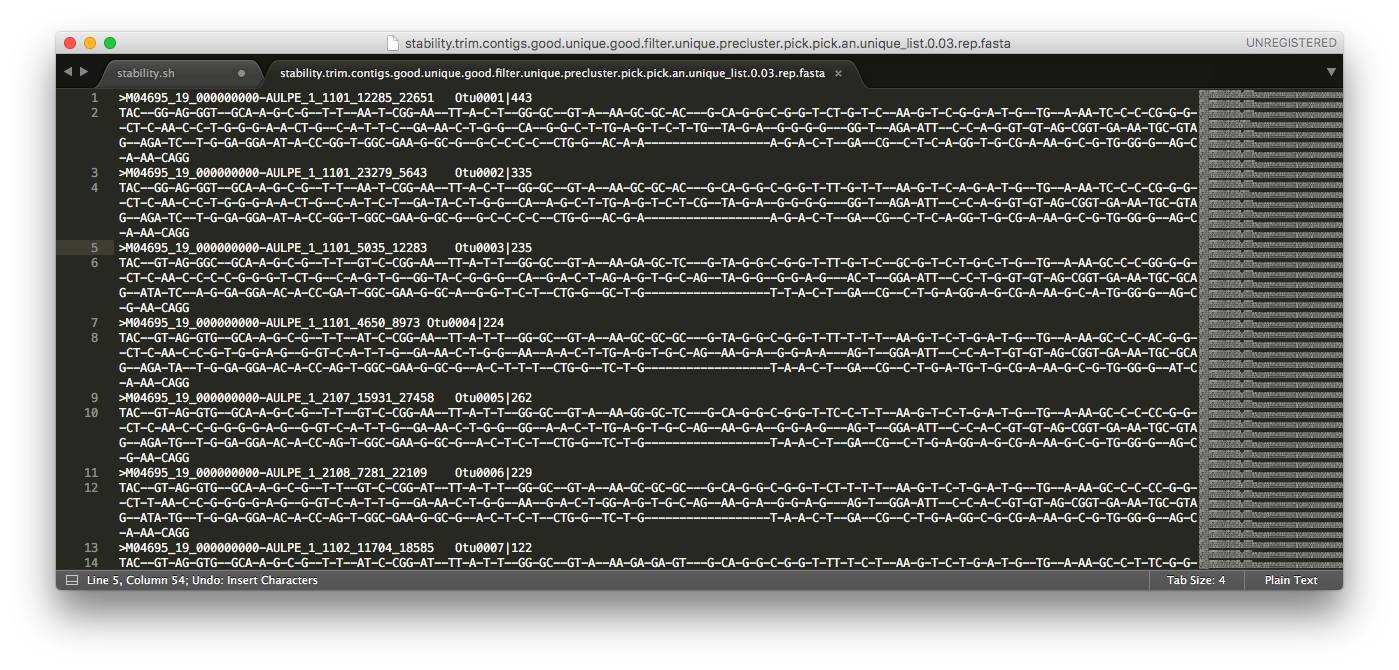 stability.trim.contigs.good.unique.good.filter.unique.precluster.pick.pick.an.unique_list.0.03.rep.fasta
UNREGISTERED
stability.sh
stability.trim.contigs.good.unique.good.filter.unique.precluster.pick.pick.an.unique_list.0.03.rep.fasta ×
1 >M04695_19_000000000-AULPE_1_1101_12285_22651 Otu0001|443
2 TAC--GG-AG-GGT--GCA-A-G-C-G--T-T--AA-T-CGG-AA--TT-A-C-T--GG-GC--GT-A--AA-GC-GC-AC---G-CA-G-G-C-G-G-T-CT-G-T-C--AA-G-T-C-G-G-A-T-G--TG--A-AA-TC-C-C-CG-G-G-
-CT-C-AA-C-C-T-G-G-G-A-A-CT-G--C-A-T-T-C--GA-AA-C-T-G-G-C--CA--G-G-C-T-TG-A-G-T-C-T-TG--TA-G-A-G-G-G-G-G--GG-T--AGA-ATT--C-C-A-G-GT-GT-AG-CGGT-GA-AA-TGC-GTA
G--AGA-TC--T-G-GA-GGA-AT-A-CC-GG-T-GGC-GAA-G-GC-G--G-C-C-C-C--CTG-G--AC-A-A------------------A-G-A-C-T--GA--CG--C-T-CA-GG-T-G-CG-A-AA-G-C-G-TG-GG-G--AG-C
-A-AA-CAGG
3 >M04695_19_000000000-AULPE_1_1101_23279_5643 Otu0002|335
4 TAC--GG-AG-GGT--GCA-A-G-C-G--T-T--AA-T-CGG-AA--TT-A-C-T--GG-GC--GT-A--AA-GC-GC-AC---G-CA-G-G-C-G-G-T-TT-G-T-T--AA-G-T-C-A-G-A-T-G--TG--A-AA-TC-C-C-CG-G-G-
-CT-C-AA-C-C-T-G-G-G-A-A-CT-G--C-A-T-C-T--GA-TA-C-T-G-G-C--CA--A-G-C-T-TG-A-G-T-C-T-CG--TA-G-A-G-G-G-G-G--GG-T--AGA-ATT--C-C-A-G-GT-GT-AG-CGGT-GA-AA-TGC-GTA
G--AGA-TC--T-G-GA-GGA-AT-A-CC-GG-T-GGC-GAA-G-GC-G--G-C-C-C-C--CTG-G--AC-G-A------------------A-G-A-C-T--GA--CG--C-T-CA-GG-T-G-CG-A-AA-G-C-G-TG-GG-G--AG-C
-A-AA-CAGG
5 >M04695_19_000000000-AULPE_1_1101_5035_12283 Otu0003|235
6 TAC--GT-AG-GGC--GCA-A-G-C-G--T-T--GT-C-CGG-AA--TT-A-T-T--GG-GC--GT-A--AA-GA-GC-TC---G-TA-G-G-C-G-G-T-TT-G-T-C--GC-G-T-C-T-G-C-T-G--TG--A-AA-GC-C-C-GG-G-G-
-CT-C-AA-C-C-C-C-G-G-G-T-CT-G--C-A-G-T-G--GG-TA-C-G-G-G-C--CA--G-A-C-T-AG-A-G-T-G-C-AG--TA-G-G-G-G-A-G--AC-T--GGA-ATT--C-C-T-G-GT-GT-AG-CGGT-GA-AA-TGC-GCA
G--ATA-TC--A-G-GA-GGA-AC-A-CC-GA-T-GGC-GAA-G-GC-A--G-G-T-C-T--CTG-G--GC-T-G------------------T-T-A-C-T--GA--CG--C-T-GA-GG-A-G-CG-A-AA-G-C-A-TG-GG-G--AG-C
-G-AA-CAGG
7 >M04695_19_000000000-AULPE_1_1101_4650_8973 Otu0004|224
8 TAC--GT-AG-GTG--GCA-A-G-C-G--T-T--AT-C-CGG-AA--TT-A-T-T--GG-GC--GT-A--AA-GC-GC-GC---G-TA-G-G-C-G-G-T-TT-T-T-T--AA-G-T-C-T-G-A-T-G--TG--A-AA-GC-C-C-AC-G-G-
-CT-C-AA-C-C-G-T-G-G-A-G-G-GT-C-A-T-T-G--GA-AA-C-T-G-G-A--AA--A-C-T-TG-A-G-T-G-C-AG--AA-G-A-G-G-A-A--AG-T--GGA-ATT--C-C-A-T-GT-GT-AG-CGGT-GA-AA-TGC-GCA
G--AGA-TA--T-G-GA-GGA-AC-A-CC-AG-T-GGC-GAA-G-GC-G--A-C-T-T-T--CTG-G--TC-T-G------------------T-A-A-C-T--GA--CG--C-T-GA-TG-T-G-CG-A-AA-G-C-G-TG-GG-G--AT-C
-A-AA-CAGG
9 >M04695_19_000000000-AULPE_1_2107_15931_27458 Otu0005|262
10 TAC--GT-AG-GTG--GCA-A-G-C-G--T-T--GT-C-CGG-AA--TT-A-T-T--GG-GC--GT-A--AA-GG-GC-TC---G-CA-G-G-C-G-G-T-TC-C-T-T--AA-G-T-C-T-G-A-T-G--TG--A-AA-GC-C-C-CC-G-G-
-CT-C-AA-C-C-G-G-G-G-A-G-G-GT-C-A-T-T-G--GA-AA-C-T-G-G-G--GG--A-A-C-T-TG-A-G-T-G-C-AG--AA-G-A-G-G-A-G--AG-T--GGA-ATT--C-C-A-C-GT-GT-AG-CGGT-GA-AA-TGC-GTA
G--AGA-TG--T-G-GA-GGA-AC-A-CC-AG-T-GGC-GAA-G-GC-G--A-C-T-C-T--CTG-G--TC-T-G------------------T-A-A-C-T--GA--CG--C-T-GA-GG-A-G-CG-A-AA-G-C-G-TG-GG-G--AG-C
-G-AA-CAGG
11 >M04695_19_000000000-AULPE_1_2108_7281_22109 Otu0006|229
12 TAC--GT-AG-GTG--GCA-A-G-C-G--T-T--GT-C-CGG-AT--TT-A-T-T--GG-GC--GT-A--AA-GC-GC-GC---G-CA-G-G-C-G-G-T-CT-T-T-T--AA-G-T-C-T-G-A-T-G--TG--A-AA-GC-C-C-CC-G-G-
-CT-T-AA-C-C-G-G-G-G-A-G-G-GT-C-A-T-T-G--GA-AA-C-T-G-G-A--AG--A-C-T-GG-A-G-T-G-C-AG--AA-G-A-G-G-A-G--AG-T--GGA-ATT--C-C-A-C-GT-GT-AG-CGGT-GA-AA-TGC-GTA
G--ATA-TG--T-G-GA-GGA-AC-A-CC-AG-T-GGC-GAA-G-GC-G--A-C-T-C-T--CTG-G--TC-T-G------------------T-A-A-C-T--GA--CG--C-T-GA-GG-C-G-CG-A-AA-G-C-G-TG-GG-G--AG-C
-A-AA-CAGG
13 >M04695_19_000000000-AULPE_1_1102_11704_18585 Otu0007|122
14 TAC--GT-AG-GTG--GCA-A-G-C-G--T-T--AT-C-CGG-AT--TT-A-T-T--GG-GC--GT-A--AA-GA-GA-GT---G-CA-G-G-C-G-G-T-TT-T-C-T--AA-G-T-C-T-G-A-T-G--TG--A-AA-GC-C-T-TC-G-G-
Line 5, Column 54; Undo: Insert Characters
Tab Size: 4
Plain Text